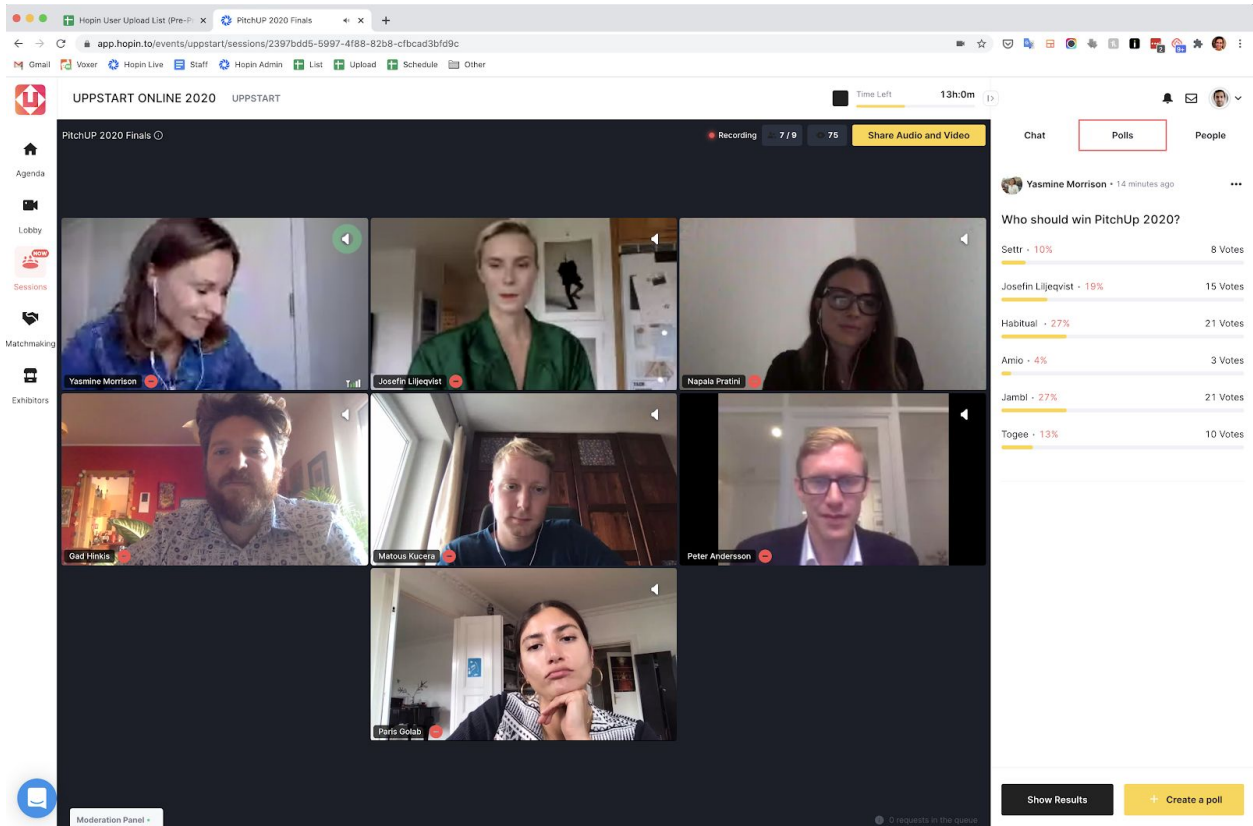 Hopin User Upload List (Pre-P
PitchUP 2020 Finals
app.hopin.to/events/uppstart/sessions/2397bdd5-5997-4f88-82b8-cfbcad3bfd9c
Gmail Voxer Hopin Live Staff Hopin Admin List Upload Schedule Other
UPPSTART ONLINE 2020 UPPSTART
Time Left 13h:0m
PitchUP 2020 Finals
Recording 7 / 9 75 Share Audio and Video
Agenda
Lobby
NOW
Sessions
Matchmaking
Exhibitors
Yasmine Morrison
Josefin Liljeqvist
Napala Pratini
Gad Hinkis
Matous Kucera
Peter Andersson
Paris Golab
Moderation Panel
0 requests in the queue
Chat Polls People
Yasmine Morrison • 14 minutes ago
Who should win PitchUp 2020?
Settr • 10% 8 Votes
Josefin Liljeqvist • 19% 15 Votes
Habitual • 27% 21 Votes
Amio • 4% 3 Votes
Jambl • 27% 21 Votes
Togee • 13% 10 Votes
Show Results
+ Create a poll